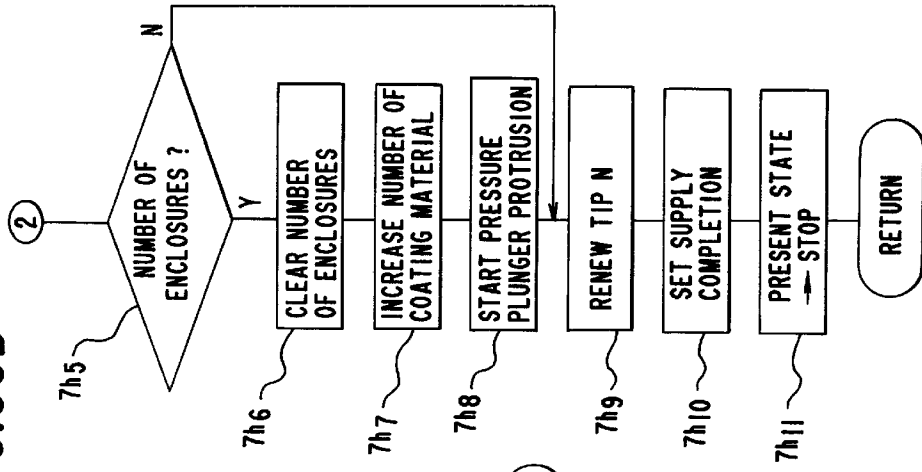 2
NUMBER OF
ENCLOSURES ?
N
Y
7h5
CLEAR NUMBER
OF ENCLOSURES
7h6
INCREASE NUMBER OF
COATING MATERIAL
7h7
START PRESSURE
PLUNGER PROTRUSION
7h8
RENEW TIP N
7h9
SET SUPPLY
COMPLETION
7h10
PRESENT STATE
→ STOP
7h11
RETURN